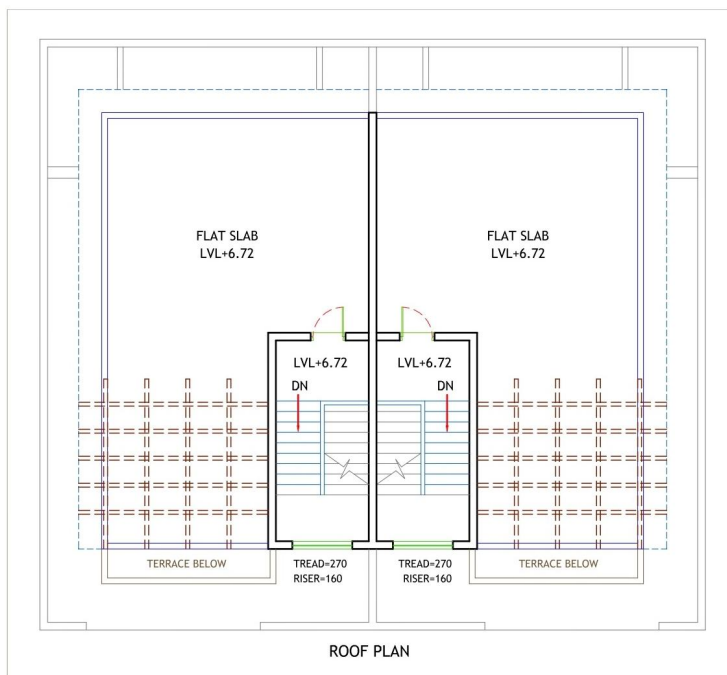 FLAT SLAB
LVL+6.72
FLAT SLAB
LVL+6.72
LVL+6.72
LVL+6.72
DN
DN
TERRACE BELOW
TREAD=270
RISER=160
TREAD=270
RISER=160
TERRACE BELOW
ROOF PLAN